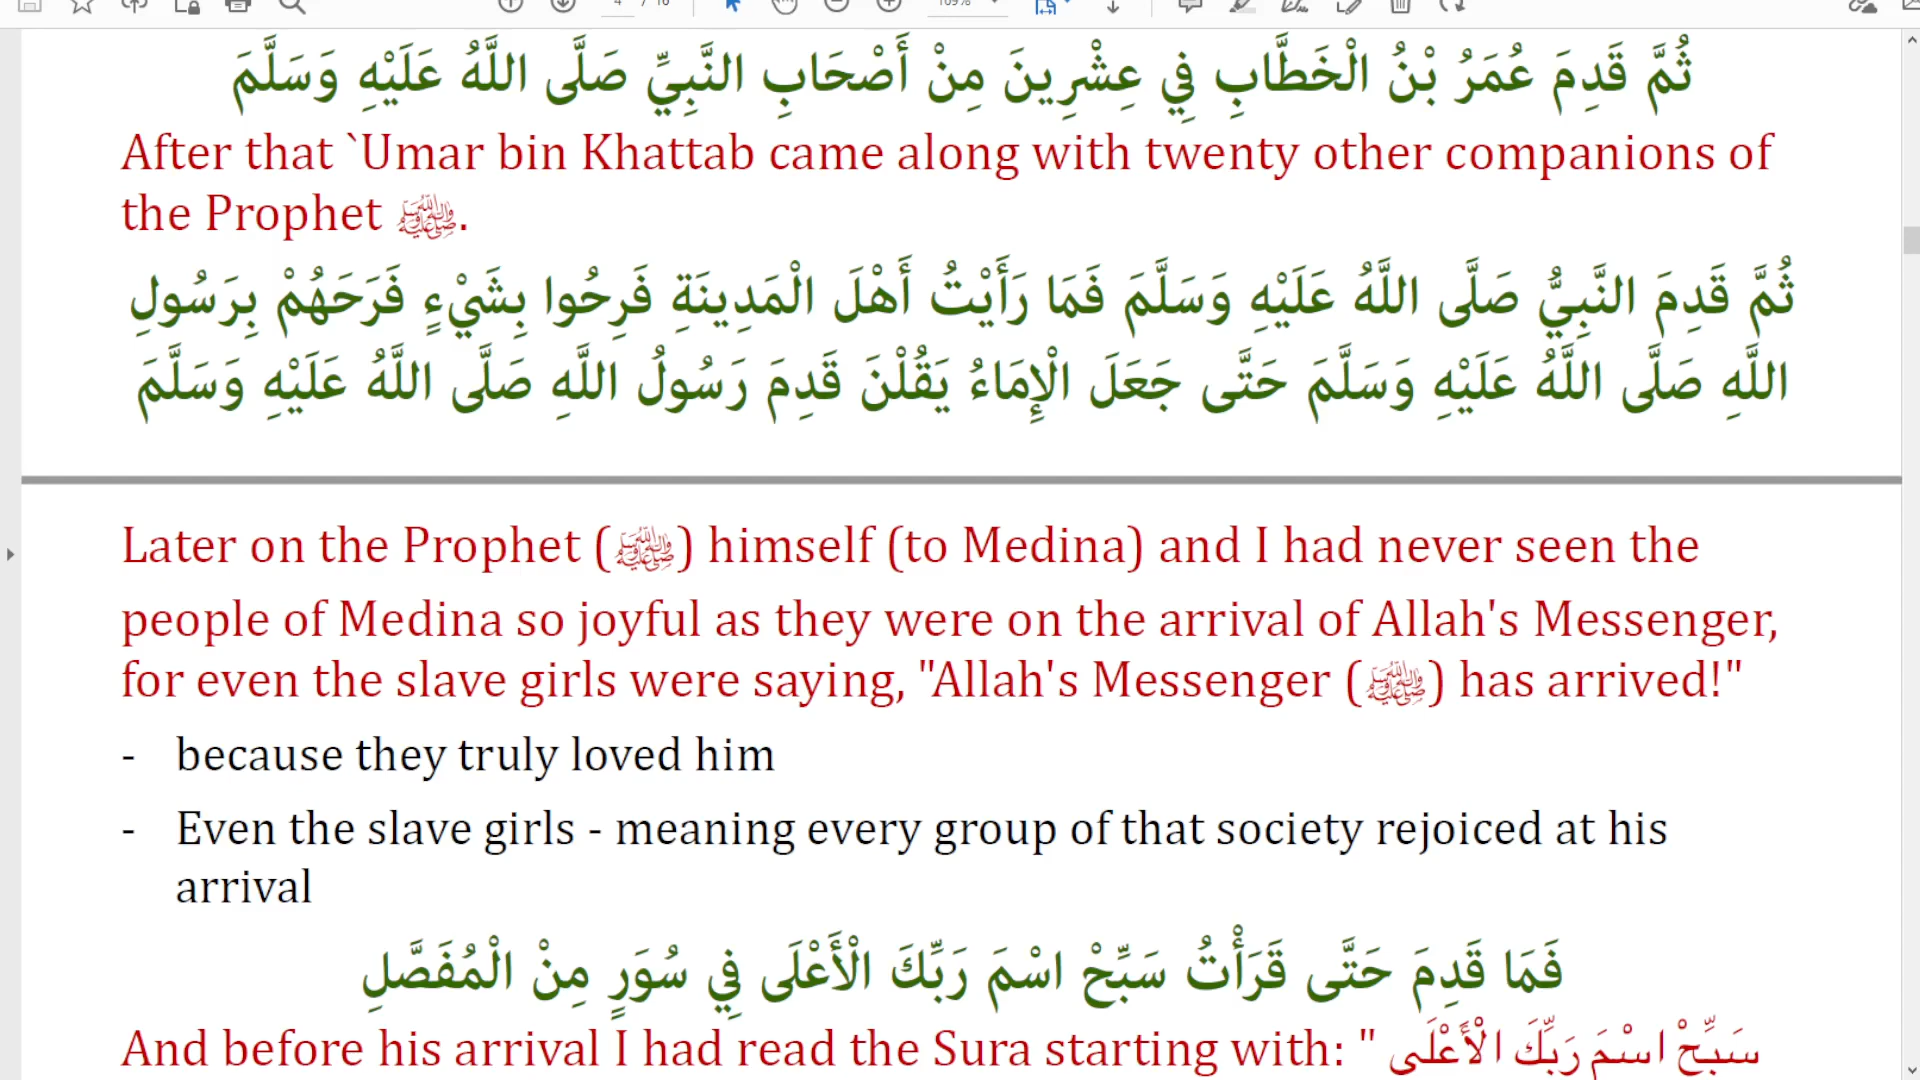 4 / 16
109%
ثُمَّ قَدِمَ عُمَرُ بْنُ الْخَطَّابِ فِي عِشْرِينَ مِنْ أَصْحَابِ النَّبِيِّ صَلَّى اللَّهُ عَلَيْهِ وَسَلَّمَ
After that `Umar bin Khattab came along with twenty other companions of
the Prophet ﷺ.
ثُمَّ قَدِمَ النَّبِيُّ صَلَّى اللَّهُ عَلَيْهِ وَسَلَّمَ فَمَا رَأَيْتُ أَهْلَ الْمَدِينَةِ فَرِحُوا بِشَيْءٍ فَرَحَهُمْ بِرَسُولِ
اللَّهِ صَلَّى اللَّهُ عَلَيْهِ وَسَلَّمَ حَتَّى جَعَلَ الْإِمَاءُ يَقُلْنَ قَدِمَ رَسُولُ اللَّهِ صَلَّى اللَّهُ عَلَيْهِ وَسَلَّمَ
Later on the Prophet (ﷺ) himself (to Medina) and I had never seen the
people of Medina so joyful as they were on the arrival of Allah's Messenger,
for even the slave girls were saying, "Allah's Messenger (ﷺ) has arrived!"
- because they truly loved him
- Even the slave girls - meaning every group of that society rejoiced at his
arrival
فَمَا قَدِمَ حَتَّى قَرَأْتُ سَبِّحْ اسْمَ رَبِّكَ الْأَعْلَى فِي سُوَرٍ مِنْ الْمُفَصَّلِ
And before his arrival I had read the Sura starting with: " سَبِّحْ اسْمَ رَبِّكَ الْأَعْلَى